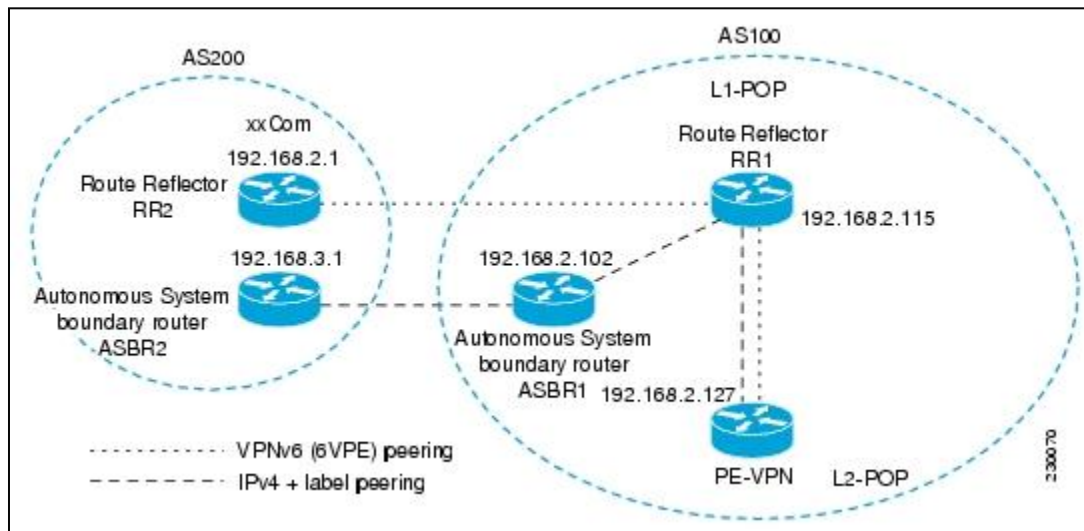 AS200
AS100
L1-POP
xxCom
192.168.2.1
Route Reflector
RR2
Route Reflector
RR1
192.168.2.115
192.168.3.1
192.168.2.102
Autonomous System
boundary router
ASBR2
Autonomous System
boundary router
ASBR1
192.168.2.127
PE-VPN
L2-POP
VPNv6 (6VPE) peering
IPv4 + label peering
230070